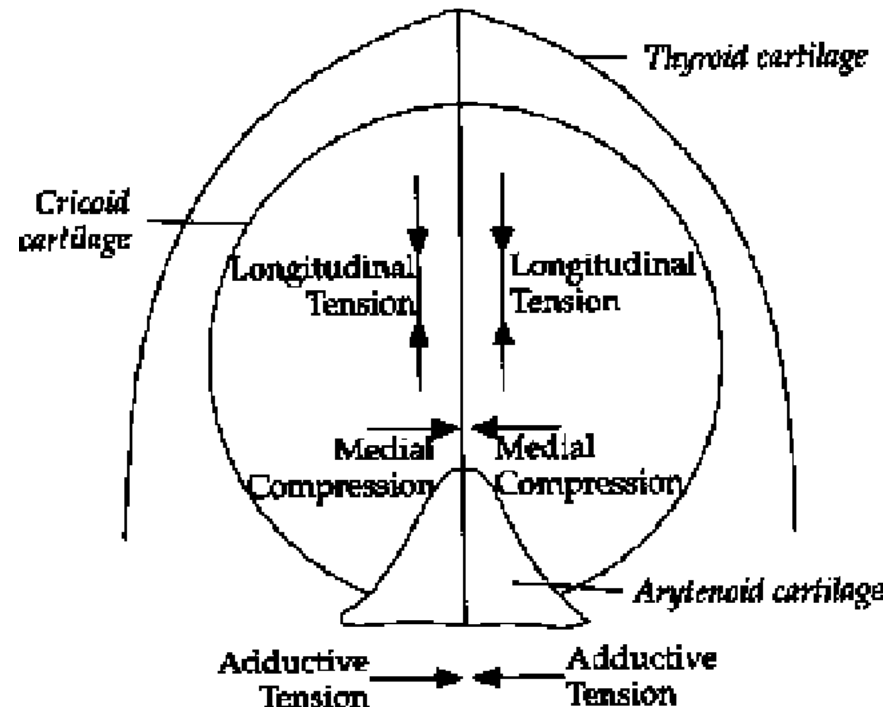 Thyroid cartilage
Cricoid
cartilage
Longitudinal
Tension
Longitudinal
Tension
Medial
Compression
Medial
Compression
Arytenoid cartilage
Adductive
Tension
Adductive
Tension